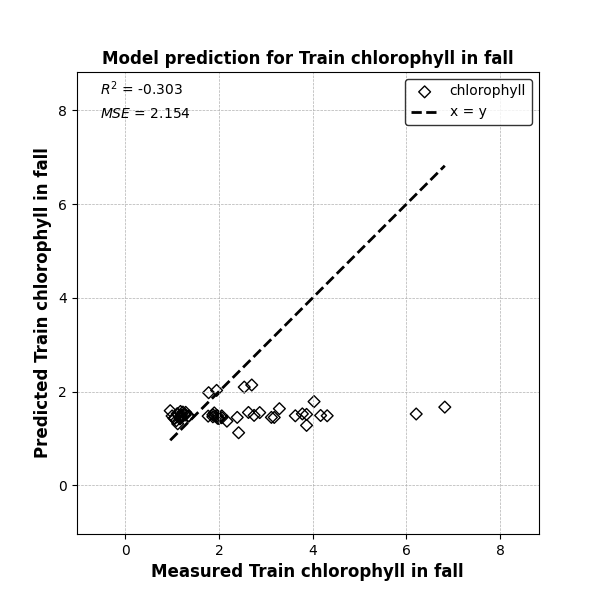 Model prediction for Train chlorophyll in fall
R² = -0.303
MSE = 2.154
chlorophyll
x = y
8
6
4
2
0
Predicted Train chlorophyll in fall
0 2 4 6 8
Measured Train chlorophyll in fall